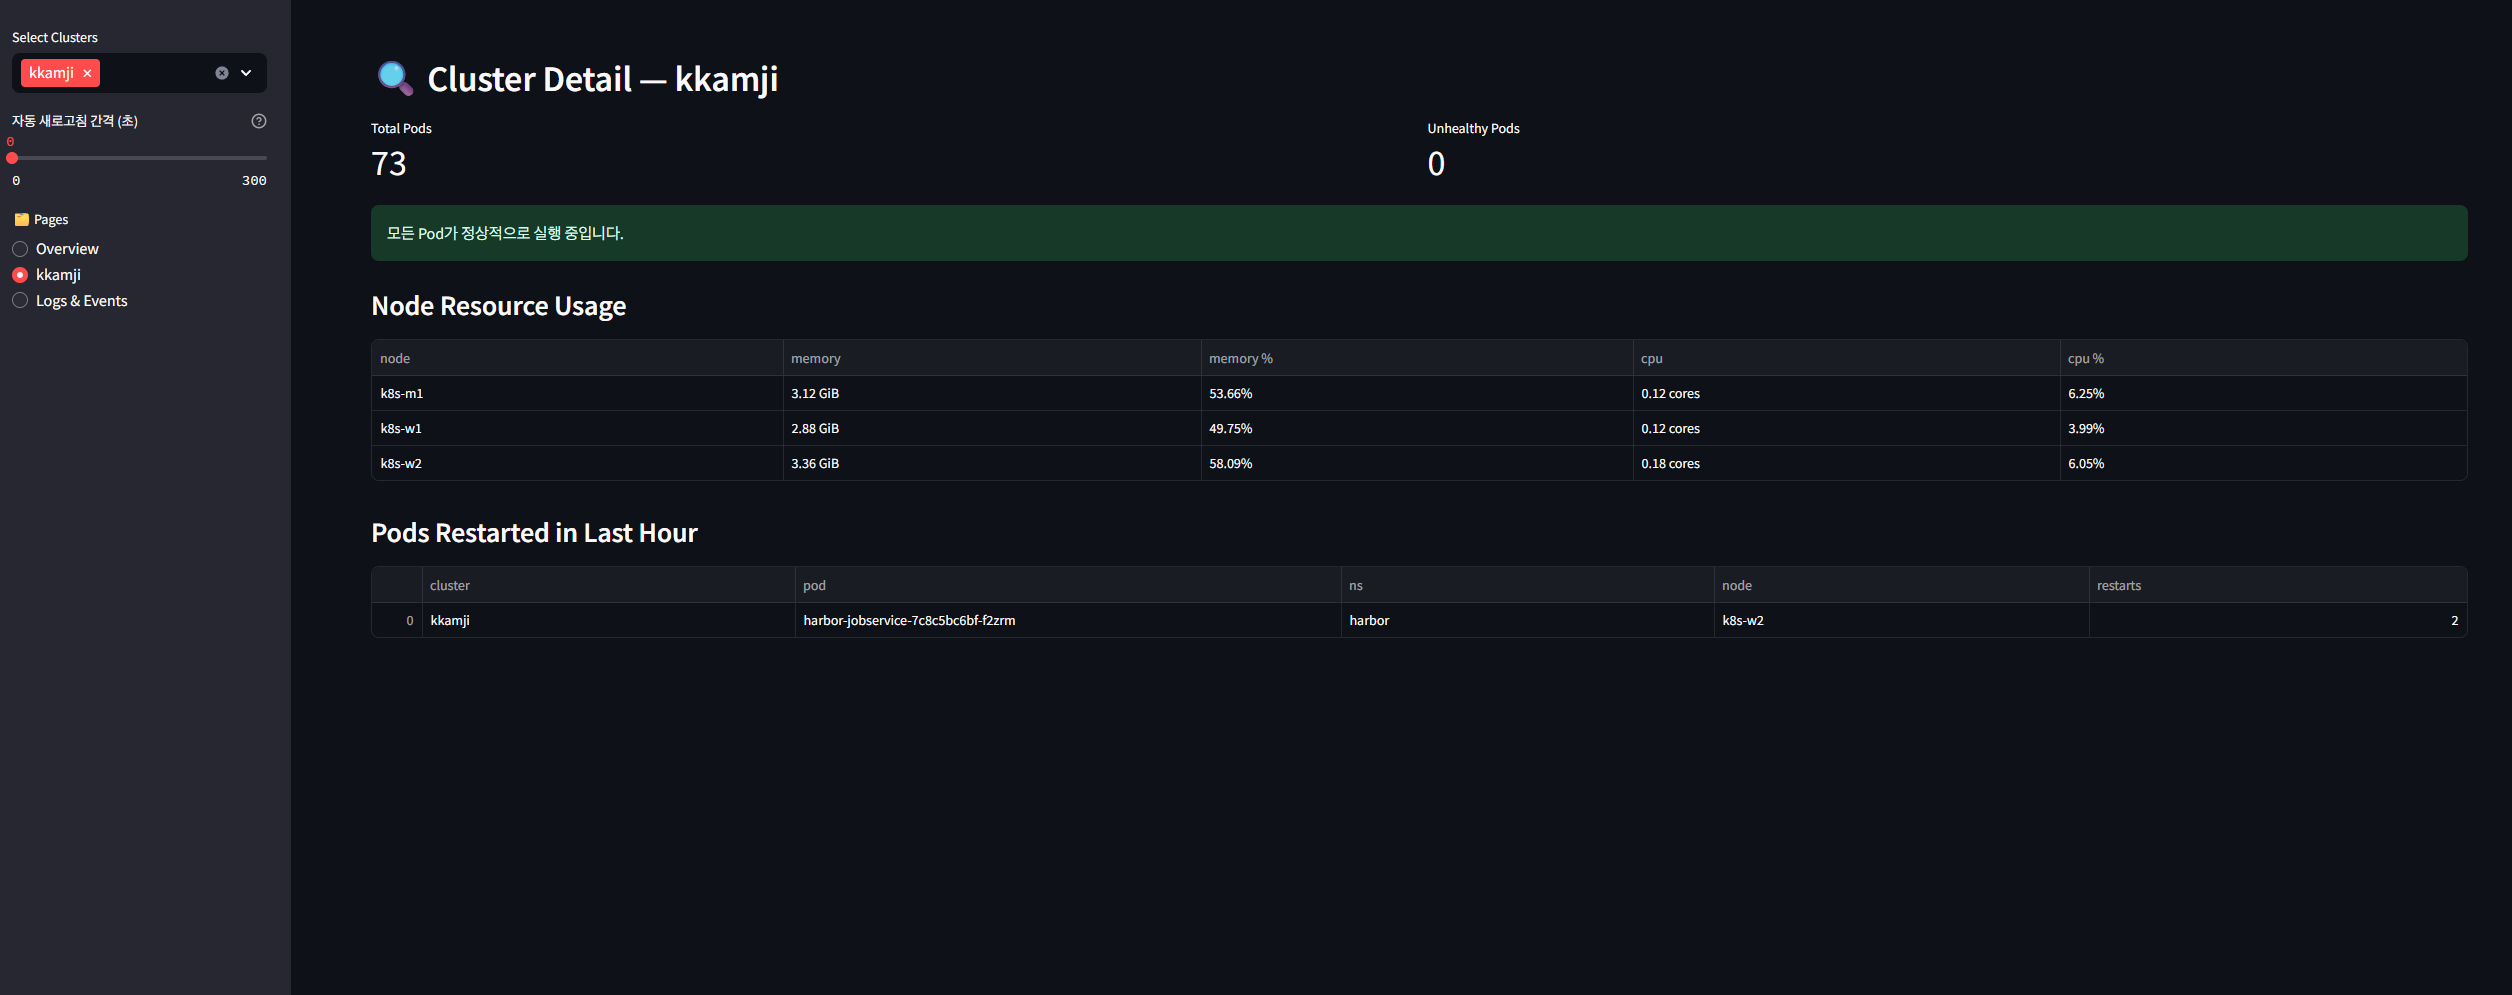 Select Clusters
kkamji
자동 새로고침 간격 (초)
0
0 300
Pages
Overview
kkamji
Logs & Events
Cluster Detail — kkamji
Total Pods Unhealthy Pods
73 0
모든 Pod가 정상적으로 실행 중입니다.
Node Resource Usage
node memory memory % cpu cpu %
k8s-m1 3.12 GiB 53.66% 0.12 cores 6.25%
k8s-w1 2.88 GiB 49.75% 0.12 cores 3.99%
k8s-w2 3.36 GiB 58.09% 0.18 cores 6.05%
Pods Restarted in Last Hour
cluster pod ns node restarts
0 kkamji harbor-jobservice-7c8c5bc6bf-f2zrm harbor k8s-w2 2